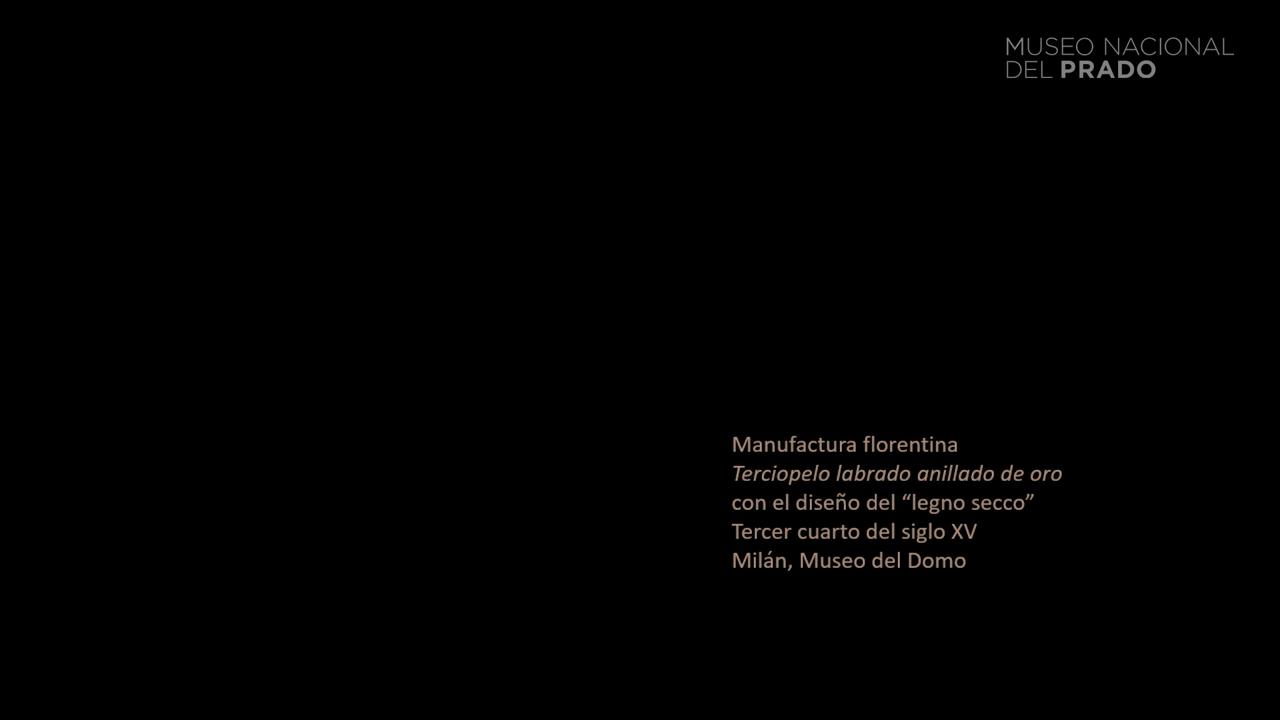 MUSEO NACIONAL
DEL PRADO
Manufactura florentina
Terciopelo labrado anillado de oro
con el diseño del “legno secco”
Tercer cuarto del siglo XV
Milán, Museo del Domo